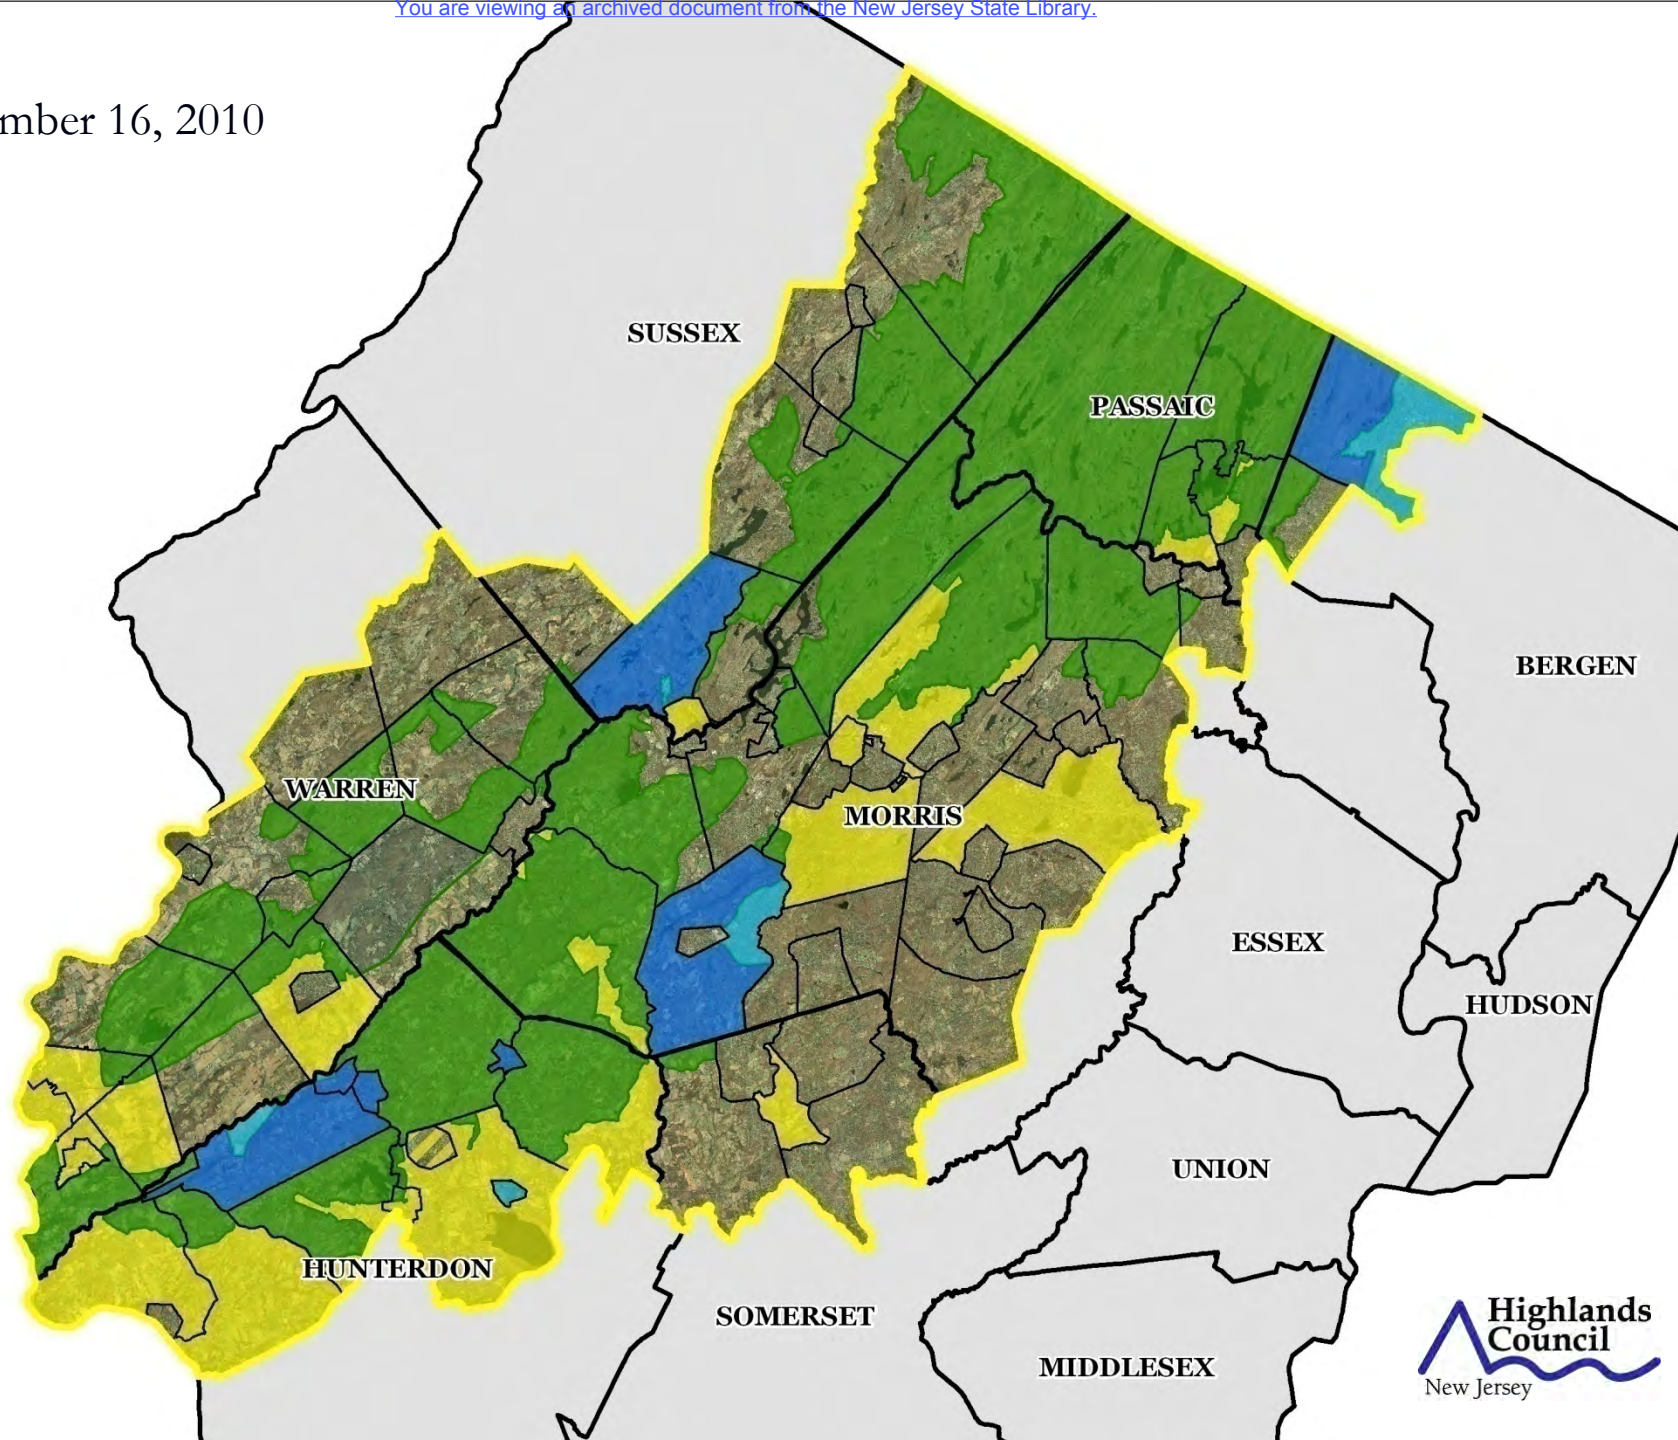 You are viewing an archived document from the New Jersey State Library.
mber 16, 2010
SUSSEX
PASSAIC
BERGEN
WARREN
MORRIS
ESSEX
HUDSON
UNION
HUNTERDON
SOMERSET
MIDDLESEX
Highlands
Council
New Jersey